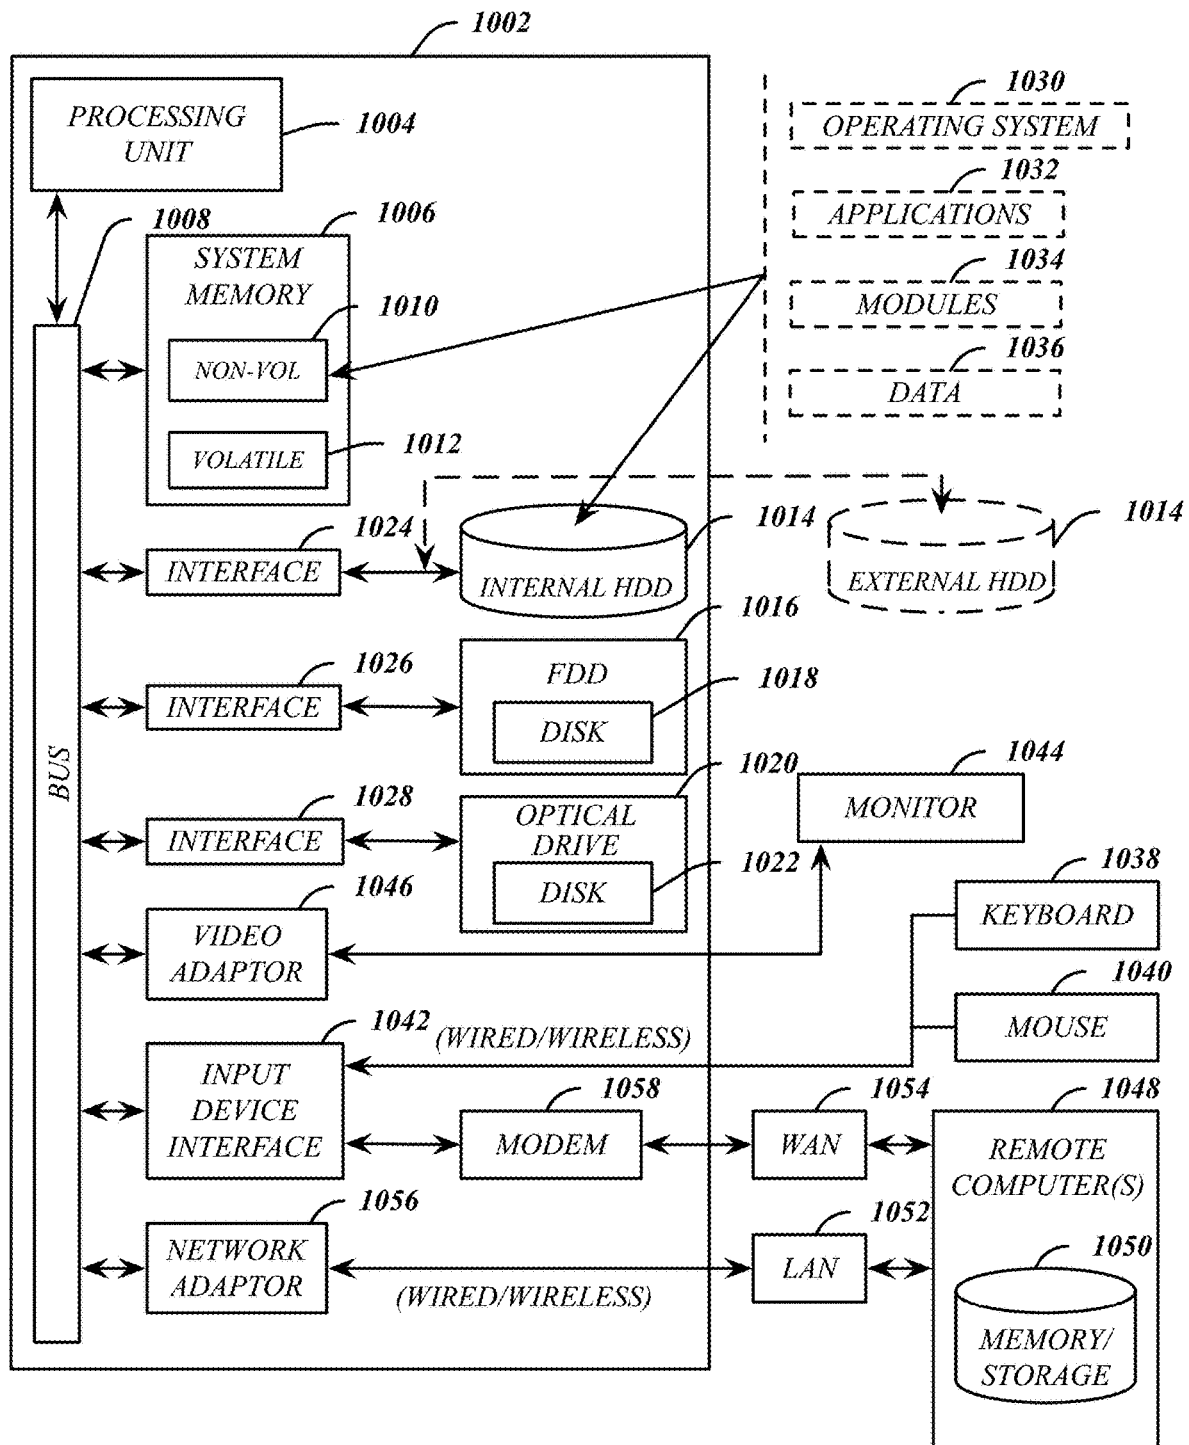 1002
PROCESSING
UNIT
1004
1030
OPERATING SYSTEM
1032
APPLICATIONS
1034
MODULES
1036
DATA
1008
1006
SYSTEM
MEMORY
1010
NON-VOL
1012
VOLATILE
1024
INTERFACE
1014
INTERNAL HDD
1014
EXTERNAL HDD
1026
INTERFACE
1016
FDD
1018
DISK
BUS
1028
INTERFACE
1020
OPTICAL
DRIVE
1022
DISK
1044
MONITOR
1046
VIDEO
ADAPTOR
1038
KEYBOARD
1040
MOUSE
1042
INPUT
DEVICE
INTERFACE
(WIRED/WIRELESS)
1058
MODEM
1054
WAN
1048
REMOTE
COMPUTER(S)
1056
NETWORK
ADAPTOR
(WIRED/WIRELESS)
1052
LAN
1050
MEMORY/
STORAGE